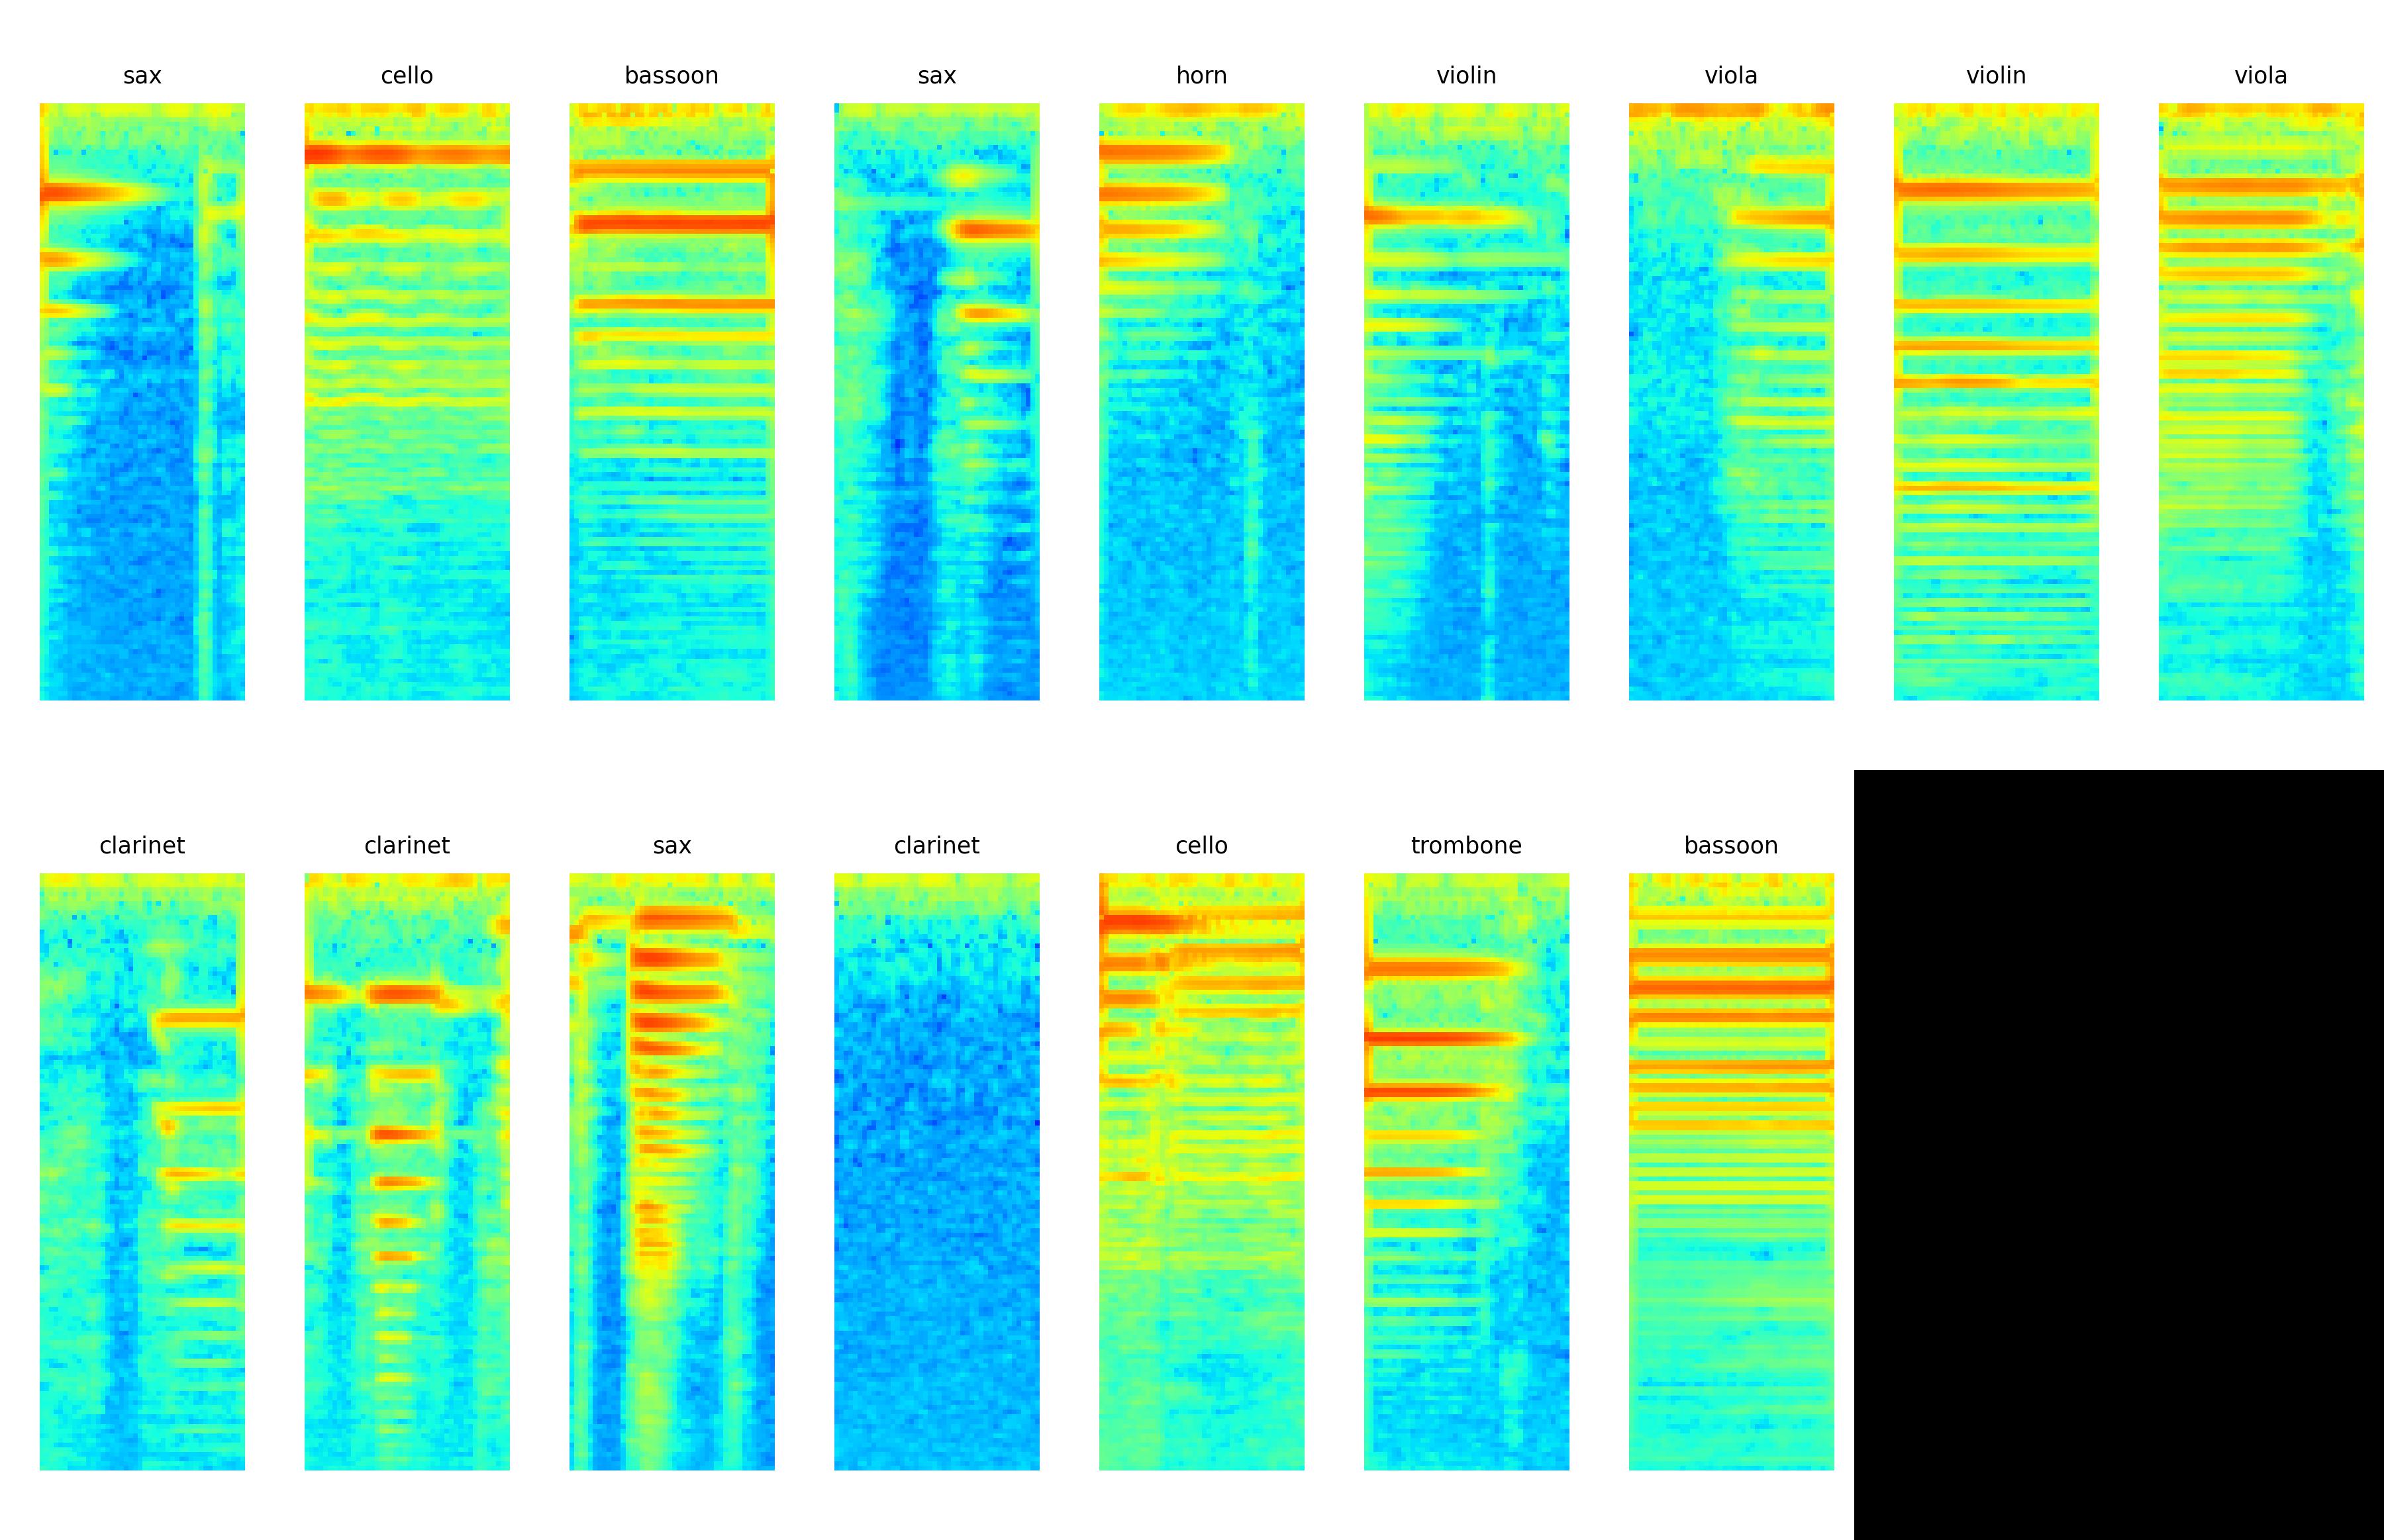 sax cello bassoon sax horn violin viola violin viola
clarinet clarinet sax clarinet cello trombone bassoon